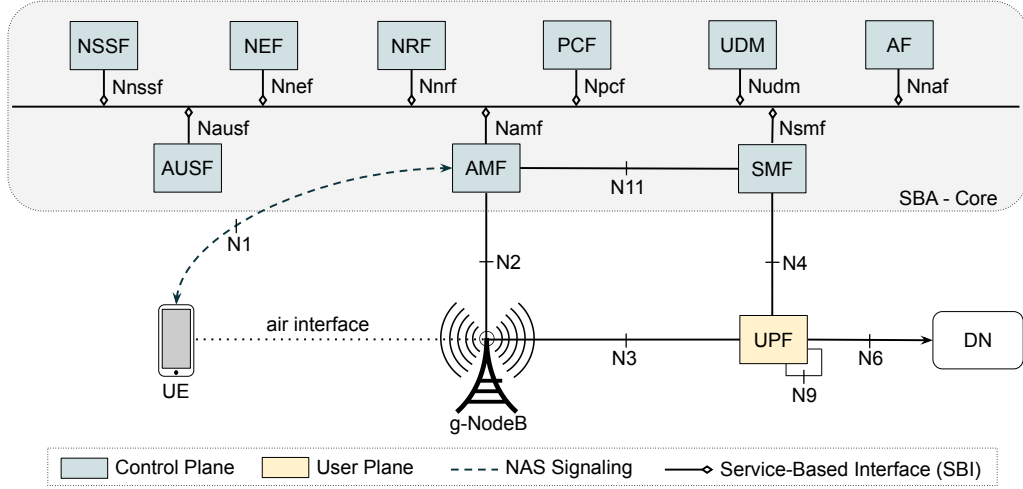 NSSF
NEF
NRF
PCF
UDM
AF
Nnssf
Nnef
Nnrf
Npcf
Nudm
Nnaf
Nausf
Namf
Nsmf
AUSF
AMF
SMF
N11
SBA - Core
N1
N2
N4
air interface
UPF
DN
N3
N6
N9
UE
g-NodeB
Control Plane
User Plane
NAS Signaling
Service-Based Interface (SBI)